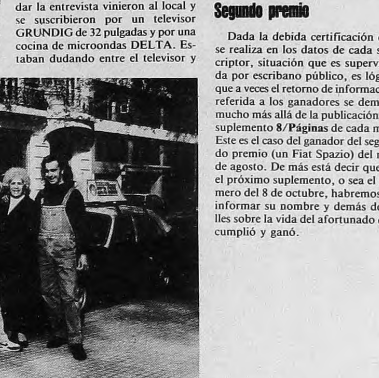 dar la entrevista vinieron al local y
se suscribieron por un televisor
GRUNDIG de 32 pulgadas y por una
cocina de microondas DELTA. Es-
taban dudando entre el televisor y
Segundo premio
Dada la debida certificación
se realiza en los datos de cada s
criptor, situación que es superv
da por escribano público, es lóg
que a veces el retorno de informac
referida a los ganadores se dem
mucho más allá de la publicación
suplemento 8/Páginas de cada m
Este es el caso del ganador del seg
do premio (un Fiat Spazio) del
de agosto. De más está decir que
el próximo suplemento, o sea el
mero del 8 de octubre, habremos
informar su nombre y demás de
lles sobre la vida del afortunado
cumplió y ganó.